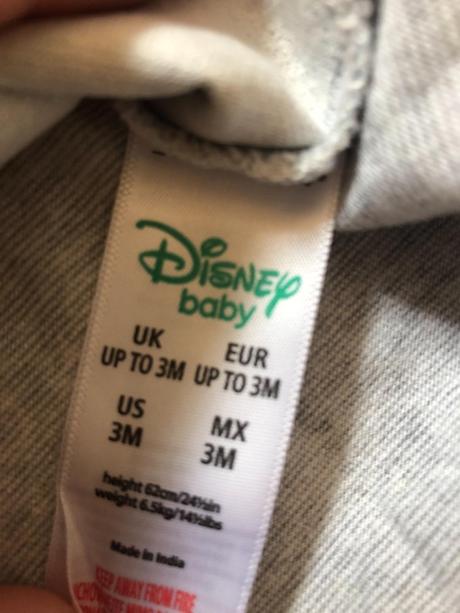 Disney
baby
UK EUR
UP TO 3M UP TO 3M
US MX
3M 3M
height 62cm/24½in
weight 6.5kg/14½lbs
Made in India
KEEP AWAY FROM FIRE